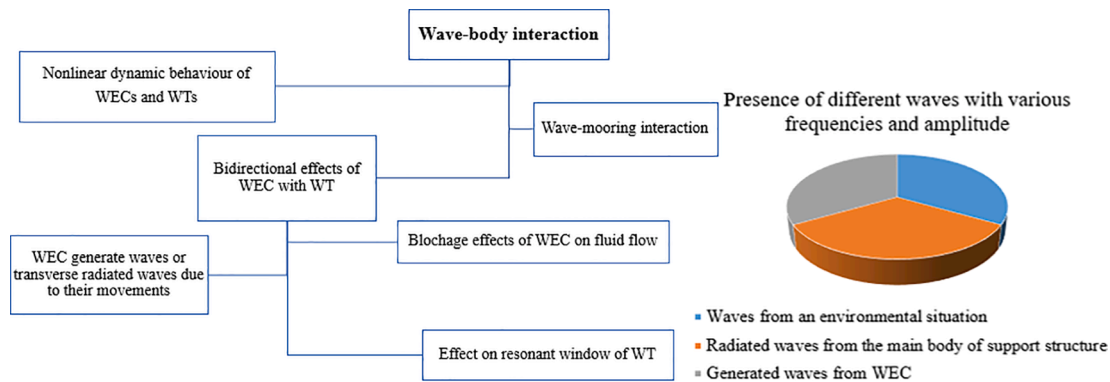 Wave-body interaction
Nonlinear dynamic behaviour of
WECs and WTs
Wave-mooring interaction
Bidirectional effects of
WEC with WT
Blochage effects of WEC on fluid flow
WEC generate waves or
transverse radiated waves due
to their movements
Effect on resonant window of WT
Presence of different waves with various
frequencies and amplitude
Waves from an environmental situation
Radiated waves from the main body of support structure
Generated waves from WEC